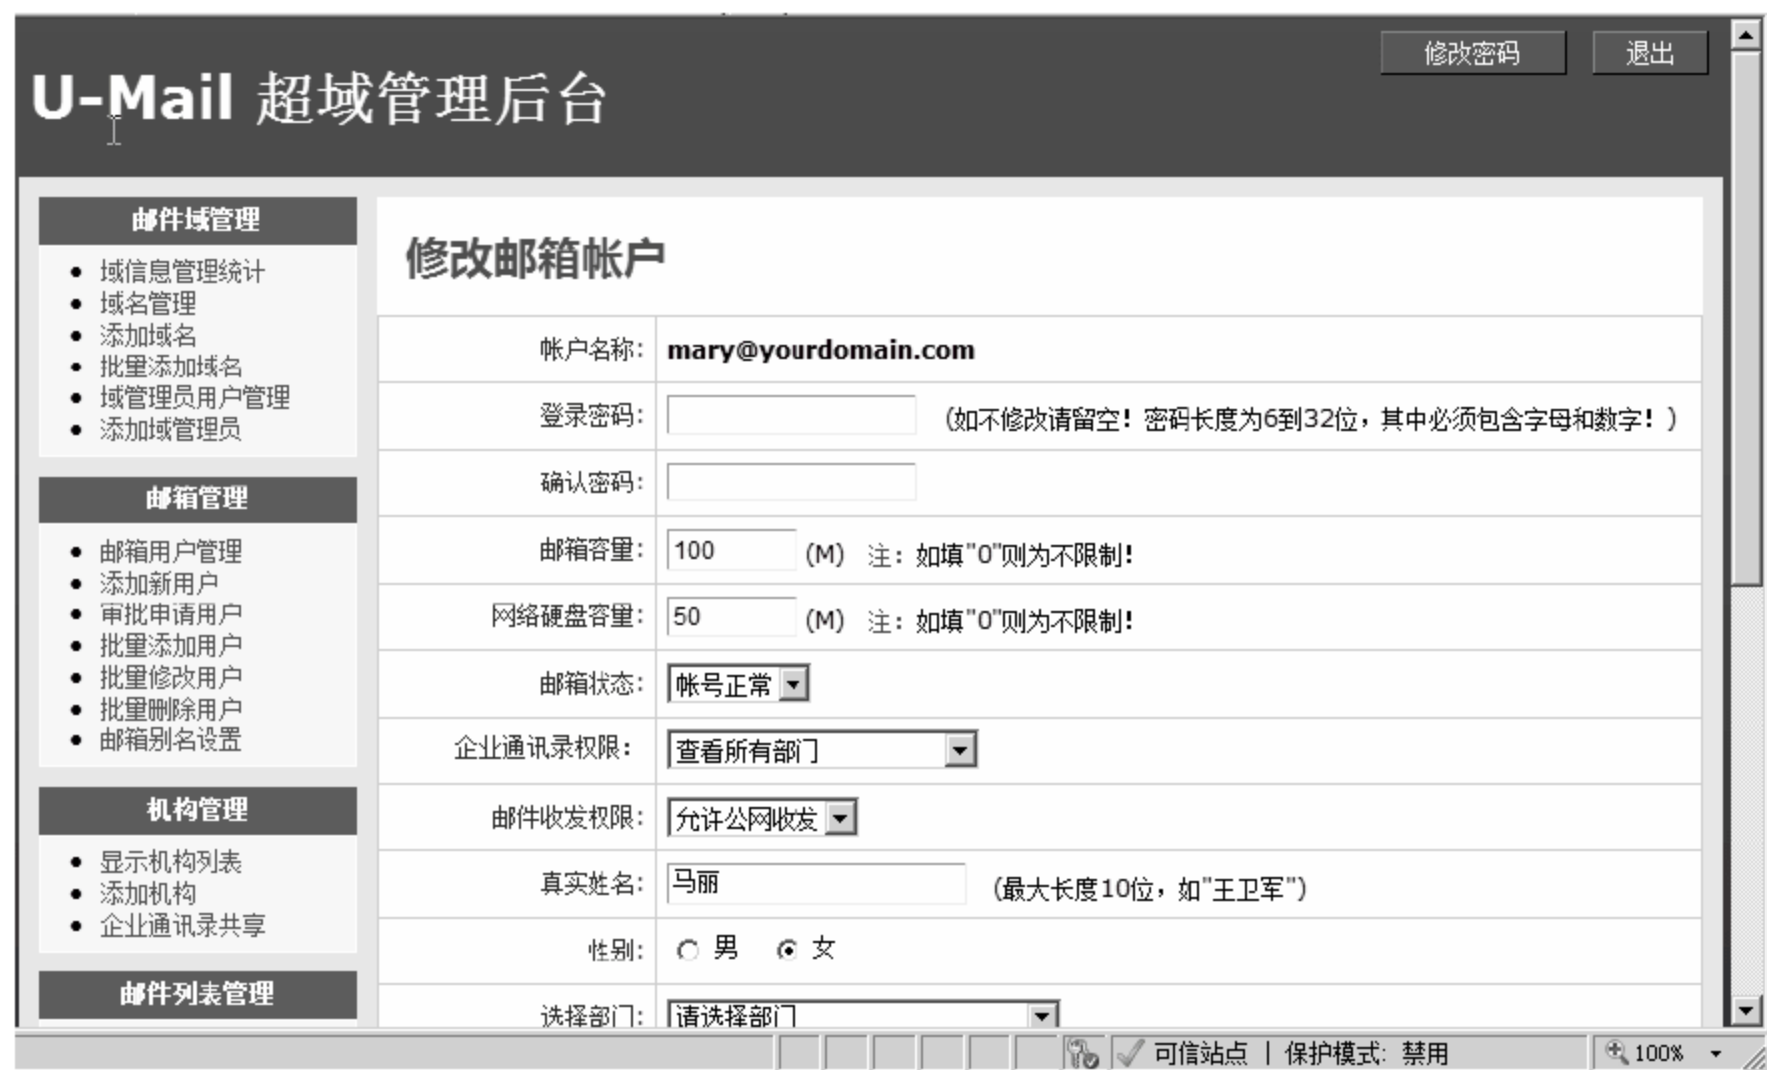 修改密码 退出
U-Mail 超域管理后台
邮件域管理
域信息管理统计
域名管理
添加域名
批量添加域名
域管理员用户管理
添加域管理员
邮箱管理
邮箱用户管理
添加新用户
审批申请用户
批量添加用户
批量修改用户
批量删除用户
邮箱别名设置
机构管理
显示机构列表
添加机构
企业通讯录共享
邮件列表管理
修改邮箱帐户
帐户名称: mary@yourdomain.com
登录密码: (如不修改请留空! 密码长度为6到32位, 其中必须包含字母和数字! )
确认密码:
邮箱容量: 100 (M) 注: 如填"0"则为不限制!
网络硬盘容量: 50 (M) 注: 如填"0"则为不限制!
邮箱状态: 帐号正常
企业通讯录权限: 查看所有部门
邮件收发权限: 允许公网收发
真实姓名: 马丽 (最大长度10位, 如"王卫军")
性别: 男 女
选择部门: 请选择部门
可信站点 | 保护模式: 禁用 100%